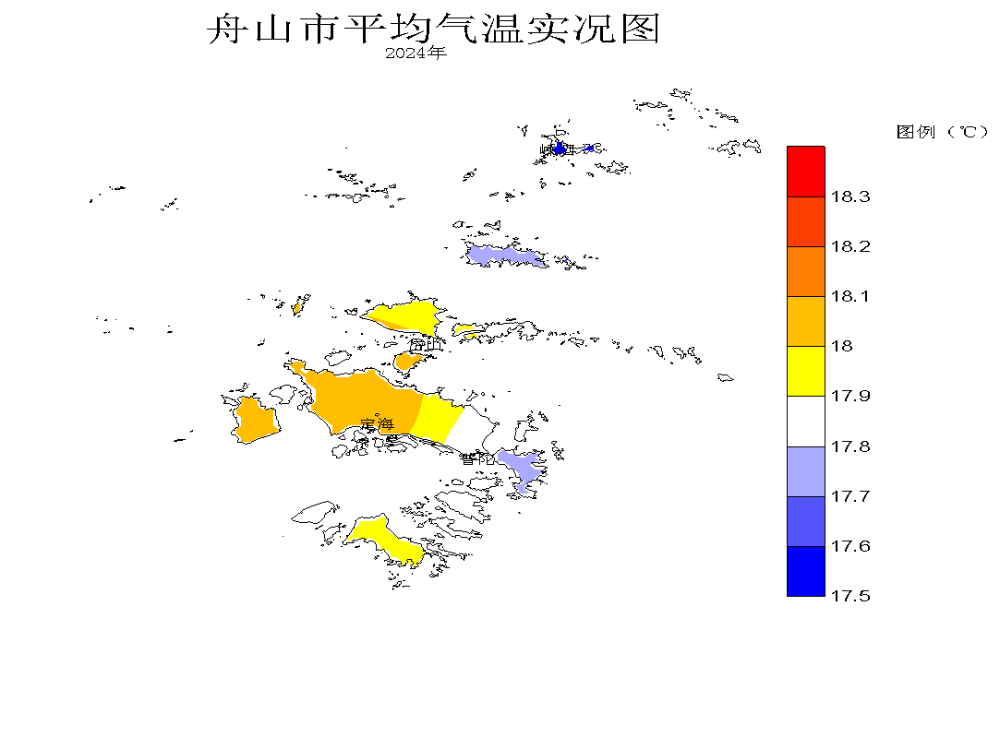 舟山市平均气温实况图
2024年
图例（℃）
嵊泗
18.3
18.2
18.1
18
17.9
17.8
17.7
17.6
17.5
岱山
定海
普陀